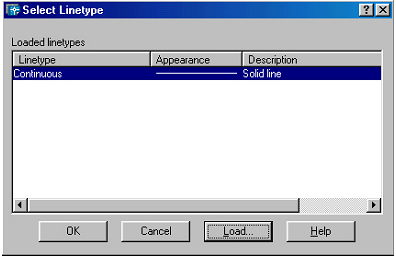 Select Linetype
Loaded linetypes
Linetype Appearance Description
Continuous Solid line
OK Cancel Load... Help